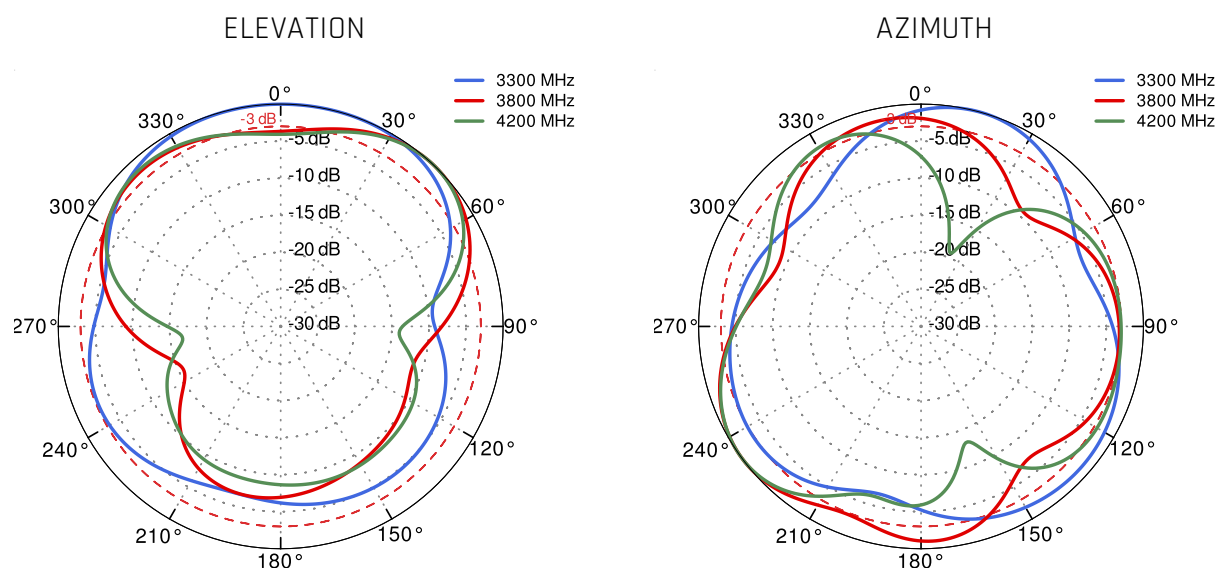 ELEVATION
3300 MHz
3800 MHz
4200 MHz
0°
30°
60°
90°
120°
150°
180°
210°
240°
270°
300°
330°
-3 dB
-5 dB
-10 dB
-15 dB
-20 dB
-25 dB
-30 dB
AZIMUTH
3300 MHz
3800 MHz
4200 MHz
0°
30°
60°
90°
120°
150°
180°
210°
240°
270°
300°
330°
-3 dB
-5 dB
-10 dB
-15 dB
-20 dB
-25 dB
-30 dB